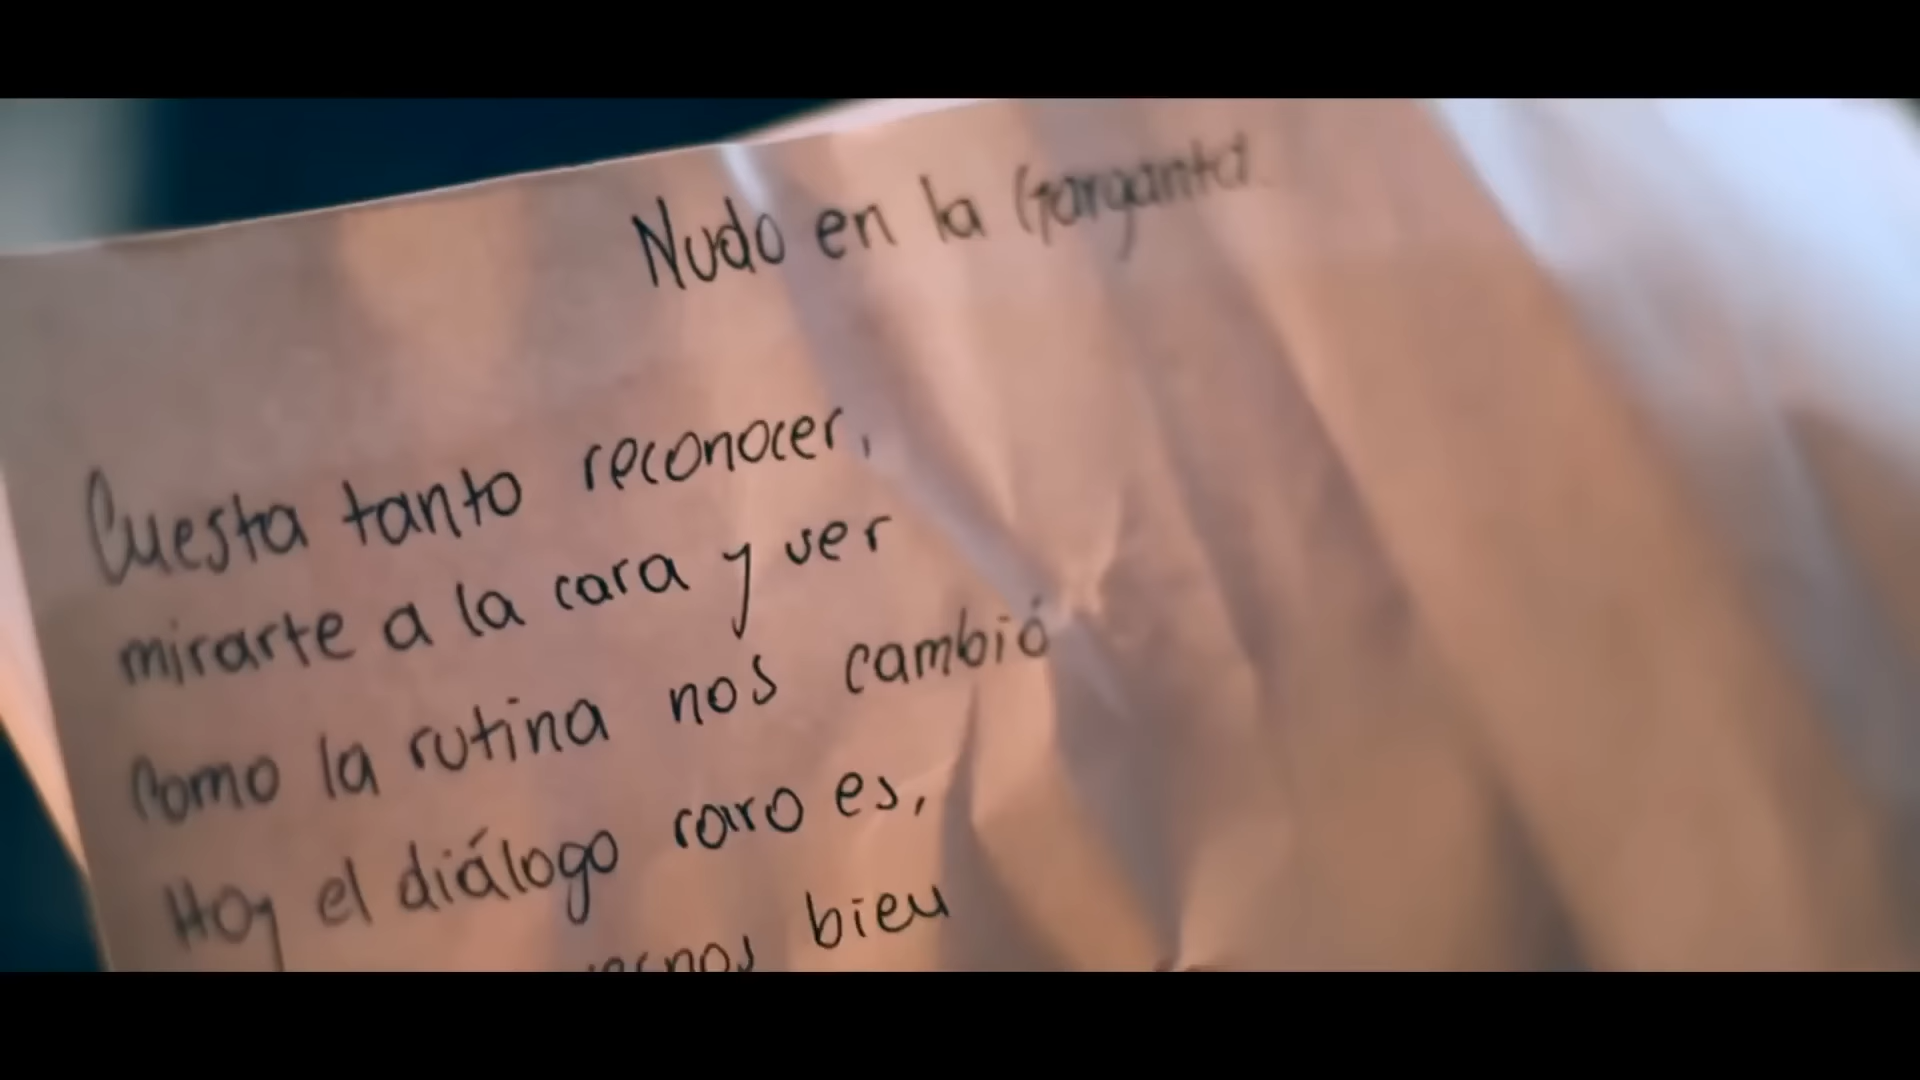 Nudo en la Garganta
Cuesta tanto reconocer,
mirarte a la cara y ver
Como la rutina nos cambió
Hoy el diálogo raro es,
bien